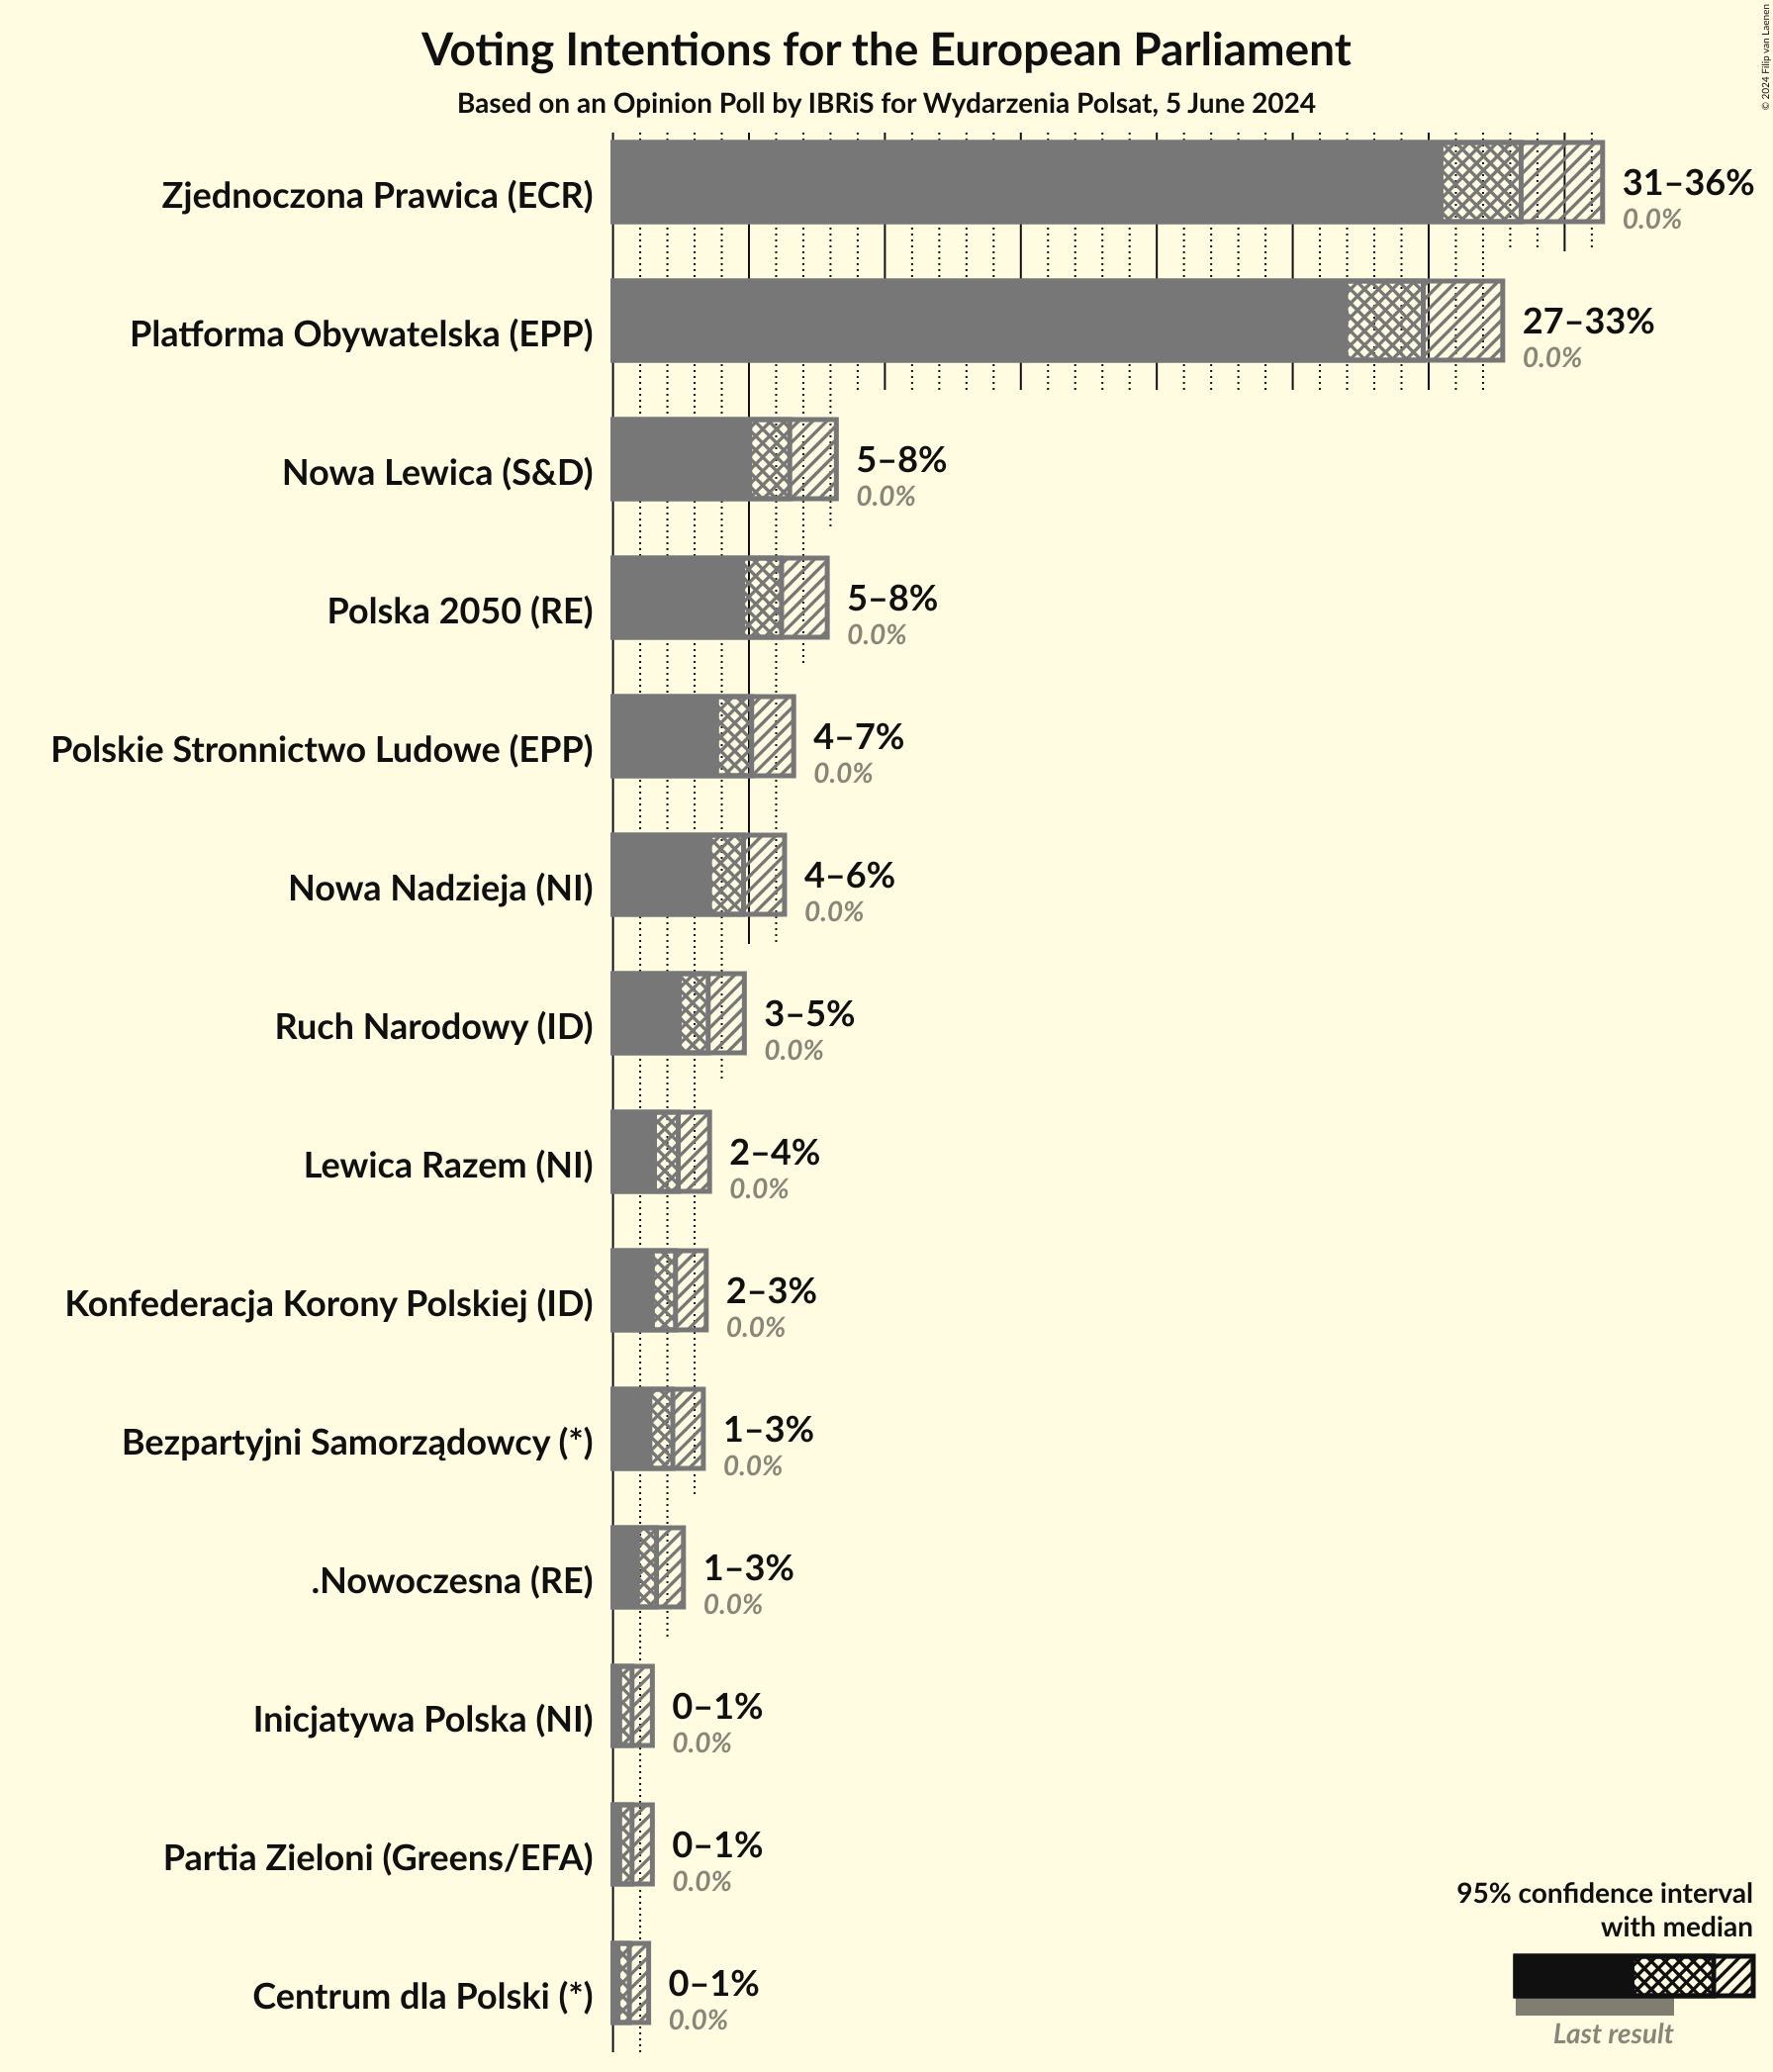 Voting Intentions for the European Parliament
Based on an Opinion Poll by IBRiS for Wydarzenia Polsat, 5 June 2024
© 2024 Filip van Laenen
Zjednoczona Prawica (ECR)
31–36%
0.0%
Platforma Obywatelska (EPP)
27–33%
0.0%
Nowa Lewica (S&D)
5–8%
0.0%
Polska 2050 (RE)
5–8%
0.0%
Polskie Stronnictwo Ludowe (EPP)
4–7%
0.0%
Nowa Nadzieja (NI)
4–6%
0.0%
Ruch Narodowy (ID)
3–5%
0.0%
Lewica Razem (NI)
2–4%
0.0%
Konfederacja Korony Polskiej (ID)
2–3%
0.0%
Bezpartyjni Samorządowcy (*)
1–3%
0.0%
.Nowoczesna (RE)
1–3%
0.0%
Inicjatywa Polska (NI)
0–1%
0.0%
Partia Zieloni (Greens/EFA)
0–1%
0.0%
Centrum dla Polski (*)
0–1%
0.0%
95% confidence interval
with median
Last result